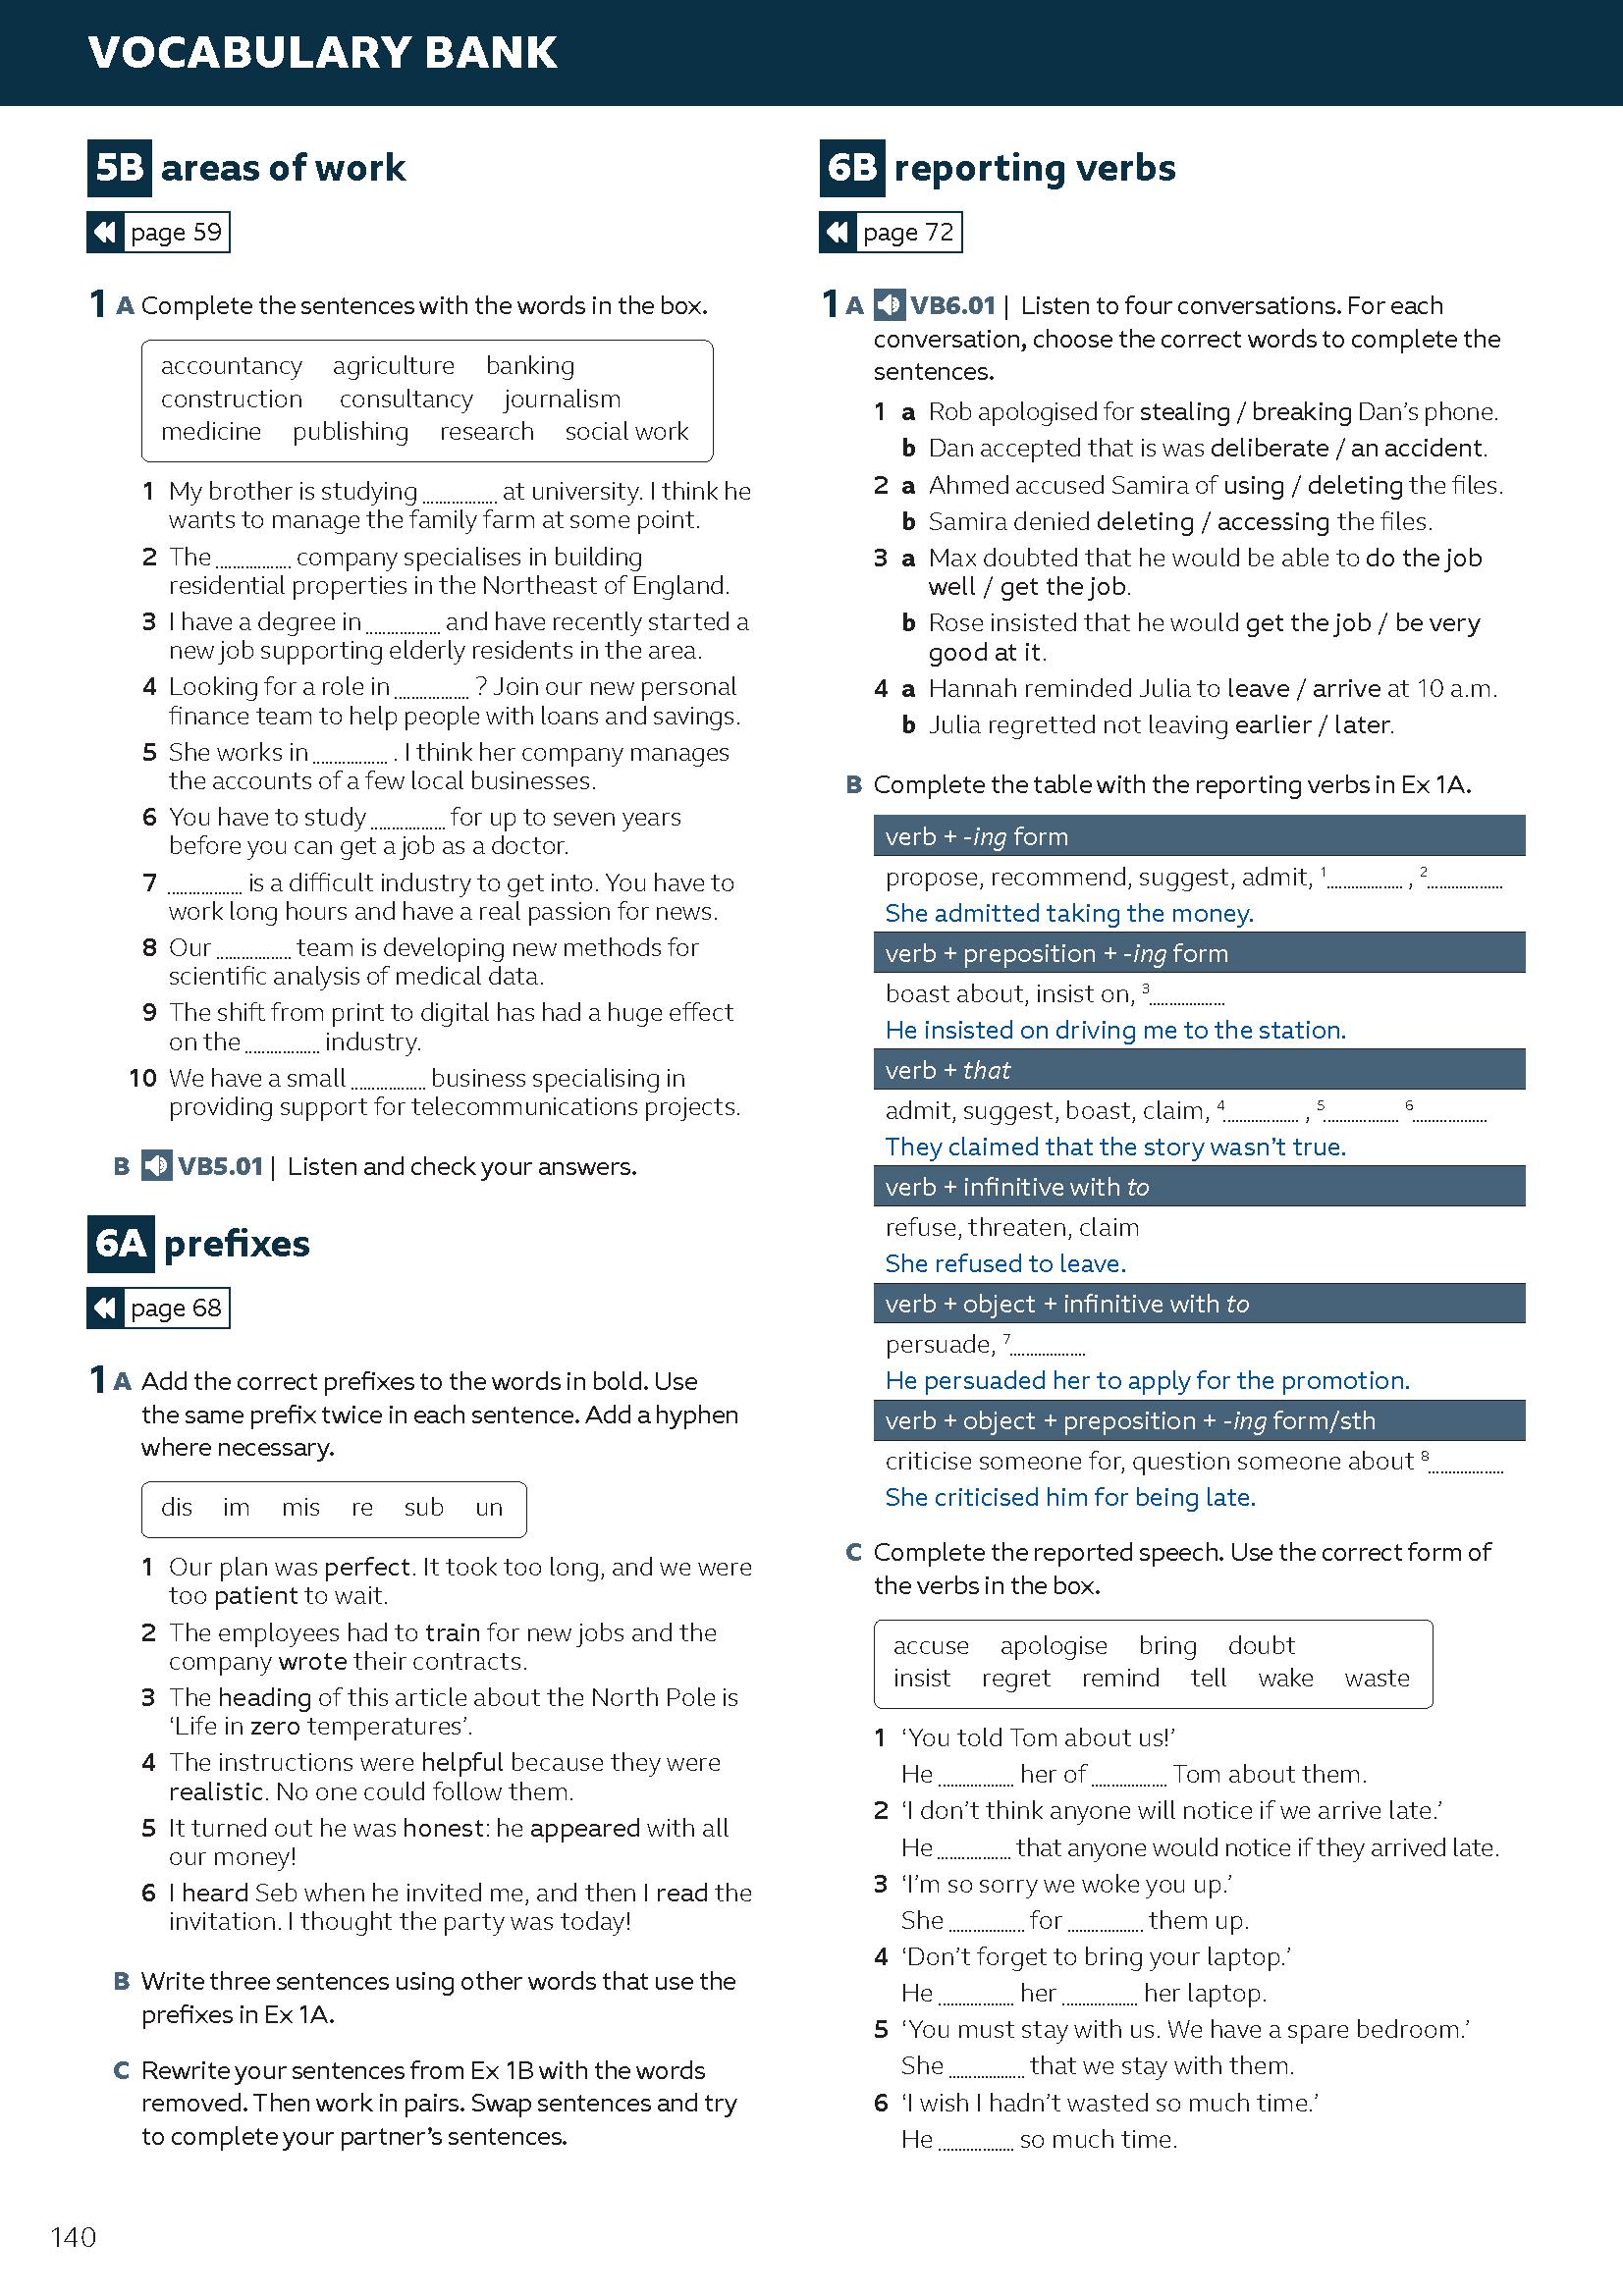 VOCABULARY BANK
5B areas of work
page 59
1 A Complete the sentences with the words in the box.
accountancy agriculture banking
construction consultancy journalism
medicine publishing research social work
1 My brother is studying ............... at university. I think he
wants to manage the family farm at some point.
2 The ............... company specialises in building
residential properties in the Northeast of England.
3 I have a degree in ............... and have recently started a
new job supporting elderly residents in the area.
4 Looking for a role in ............... ? Join our new personal
finance team to help people with loans and savings.
5 She works in ............... . I think her company manages
the accounts of a few local businesses.
6 You have to study ............... for up to seven years
before you can get a job as a doctor.
7 ............... is a difficult industry to get into. You have to
work long hours and have a real passion for news.
8 Our ............... team is developing new methods for
scientific analysis of medical data.
9 The shift from print to digital has had a huge effect
on the ............... industry.
10 We have a small ............... business specialising in
providing support for telecommunications projects.
B VB5.01 | Listen and check your answers.
6A prefixes
page 68
1 A Add the correct prefixes to the words in bold. Use
the same prefix twice in each sentence. Add a hyphen
where necessary.
dis im mis re sub un
1 Our plan was perfect. It took too long, and we were
too patient to wait.
2 The employees had to train for new jobs and the
company wrote their contracts.
3 The heading of this article about the North Pole is
‘Life in zero temperatures’.
4 The instructions were helpful because they were
realistic. No one could follow them.
5 It turned out he was honest: he appeared with all
our money!
6 I heard Seb when he invited me, and then I read the
invitation. I thought the party was today!
B Write three sentences using other words that use the
prefixes in Ex 1A.
C Rewrite your sentences from Ex 1B with the words
removed. Then work in pairs. Swap sentences and try
to complete your partner’s sentences.
6B reporting verbs
page 72
1 A VB6.01 | Listen to four conversations. For each
conversation, choose the correct words to complete the
sentences.
1 a Rob apologised for stealing / breaking Dan’s phone.
b Dan accepted that is was deliberate / an accident.
2 a Ahmed accused Samira of using / deleting the files.
b Samira denied deleting / accessing the files.
3 a Max doubted that he would be able to do the job
well / get the job.
b Rose insisted that he would get the job / be very
good at it.
4 a Hannah reminded Julia to leave / arrive at 10 a.m.
b Julia regretted not leaving earlier / later.
B Complete the table with the reporting verbs in Ex 1A.
verb + -ing form
propose, recommend, suggest, admit, 1............... , 2...............
She admitted taking the money.
verb + preposition + -ing form
boast about, insist on, 3...............
He insisted on driving me to the station.
verb + that
admit, suggest, boast, claim, 4............... , 5............... 6...............
They claimed that the story wasn’t true.
verb + infinitive with to
refuse, threaten, claim
She refused to leave.
verb + object + infinitive with to
persuade, 7...............
He persuaded her to apply for the promotion.
verb + object + preposition + -ing form/sth
criticise someone for, question someone about 8...............
She criticised him for being late.
C Complete the reported speech. Use the correct form of
the verbs in the box.
accuse apologise bring doubt
insist regret remind tell wake waste
1 ‘You told Tom about us!’
He ............... her of ............... Tom about them.
2 ‘I don’t think anyone will notice if we arrive late.’
He ............... that anyone would notice if they arrived late.
3 ‘I’m so sorry we woke you up.’
She ............... for ............... them up.
4 ‘Don’t forget to bring your laptop.’
He ............... her ............... her laptop.
5 ‘You must stay with us. We have a spare bedroom.’
She ............... that we stay with them.
6 ‘I wish I hadn’t wasted so much time.’
He ............... so much time.
140